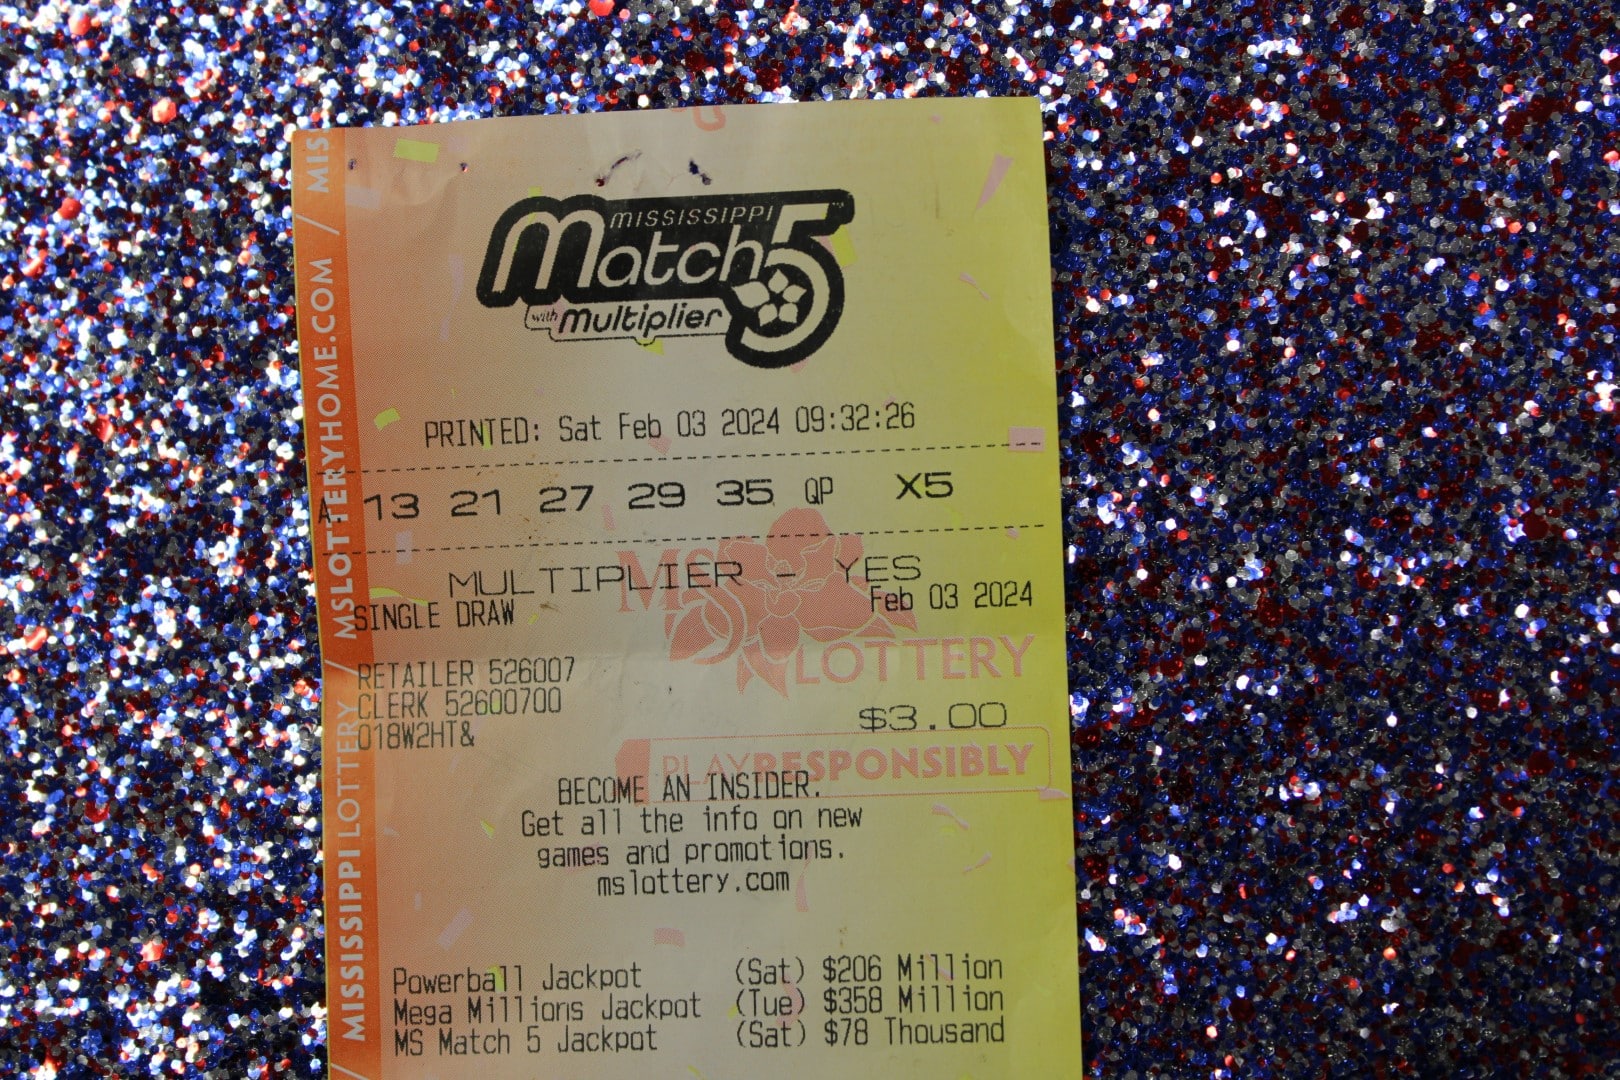 MISSISSIPPI
Match 5
with Multiplier
PRINTED: Sat Feb 03 2024 09:32:26
A. 13 21 27 29 35 QP X5
MULTIPLIER - YES
SINGLE DRAW Feb 03 2024
MS
LOTTERY
RETAILER 526007
CLERK 52600700
018W2HT&
$3.00
PLAYRESPONSIBLY
BECOME AN INSIDER.
Get all the info on new
games and promotions.
mslottery.com
Powerball Jackpot (Sat) $206 Million
Mega Millions Jackpot (Tue) $358 Million
MS Match 5 Jackpot (Sat) $78 Thousand
MISSISSIPPI LOTTERY / MSLOTTERYHOME.COM / MIS